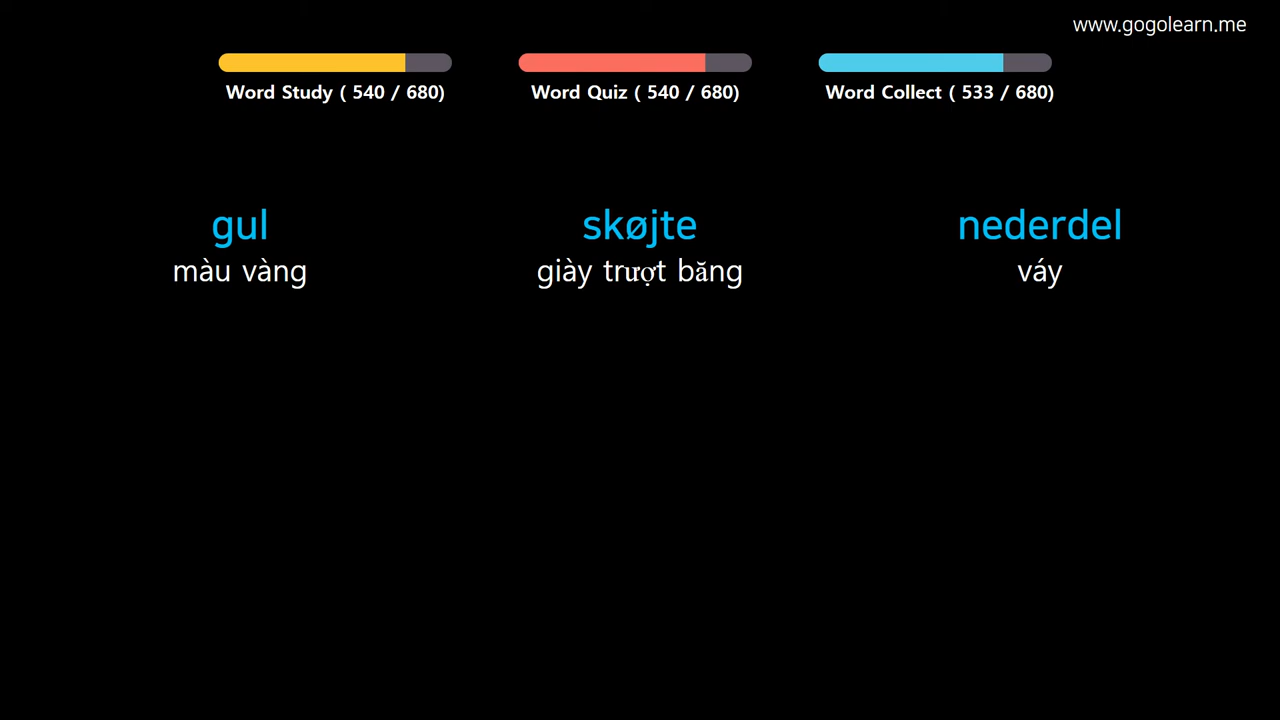 www.gogolearn.me
Word Study ( 540 / 680)
Word Quiz ( 540 / 680)
Word Collect ( 533 / 680)
gul
màu vàng
skøjte
giày trượt băng
nederdel
váy